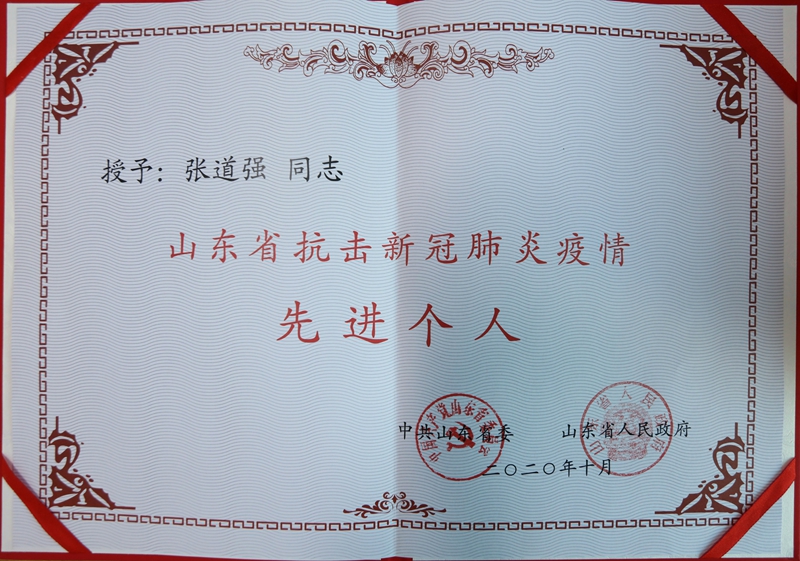 授予：张道强 同志
山东省抗击新冠肺炎疫情
先进个人
中共山东省委 山东省人民政府
二〇二〇年十月